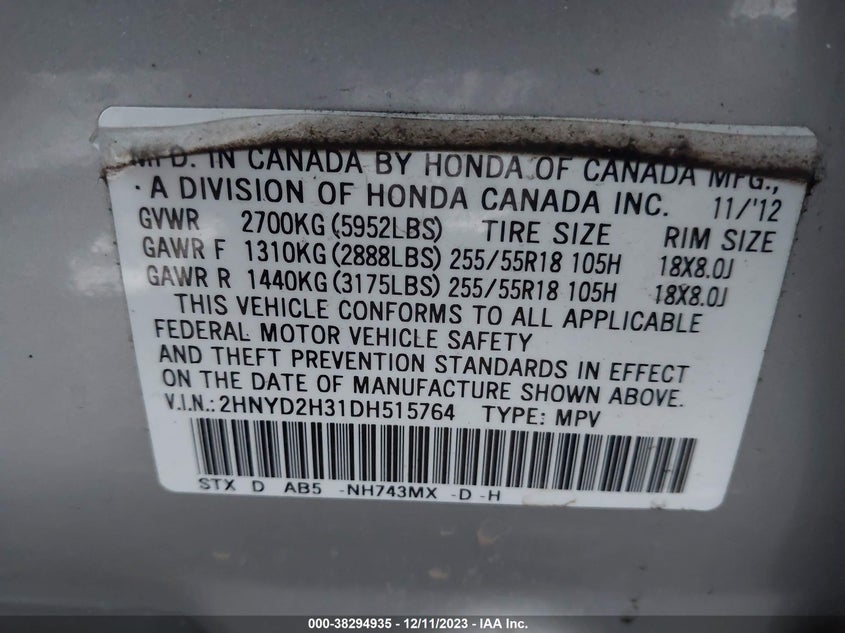 MFD. IN CANADA BY HONDA OF CANADA MFG.,
A DIVISION OF HONDA CANADA INC. 11/'12
GVWR 2700KG (5952LBS) TIRE SIZE RIM SIZE
GAWR F 1310KG (2888LBS) 255/55R18 105H 18X8.0J
GAWR R 1440KG (3175LBS) 255/55R18 105H 18X8.0J
THIS VEHICLE CONFORMS TO ALL APPLICABLE
FEDERAL MOTOR VEHICLE SAFETY
AND THEFT PREVENTION STANDARDS IN EFFECT
ON THE DATE OF MANUFACTURE SHOWN ABOVE.
V.I.N.: 2HNYD2H31DH515764 TYPE: MPV
STX D AB5 -NH743MX -D -H
000-38294935 - 12/11/2023 - IAA Inc.